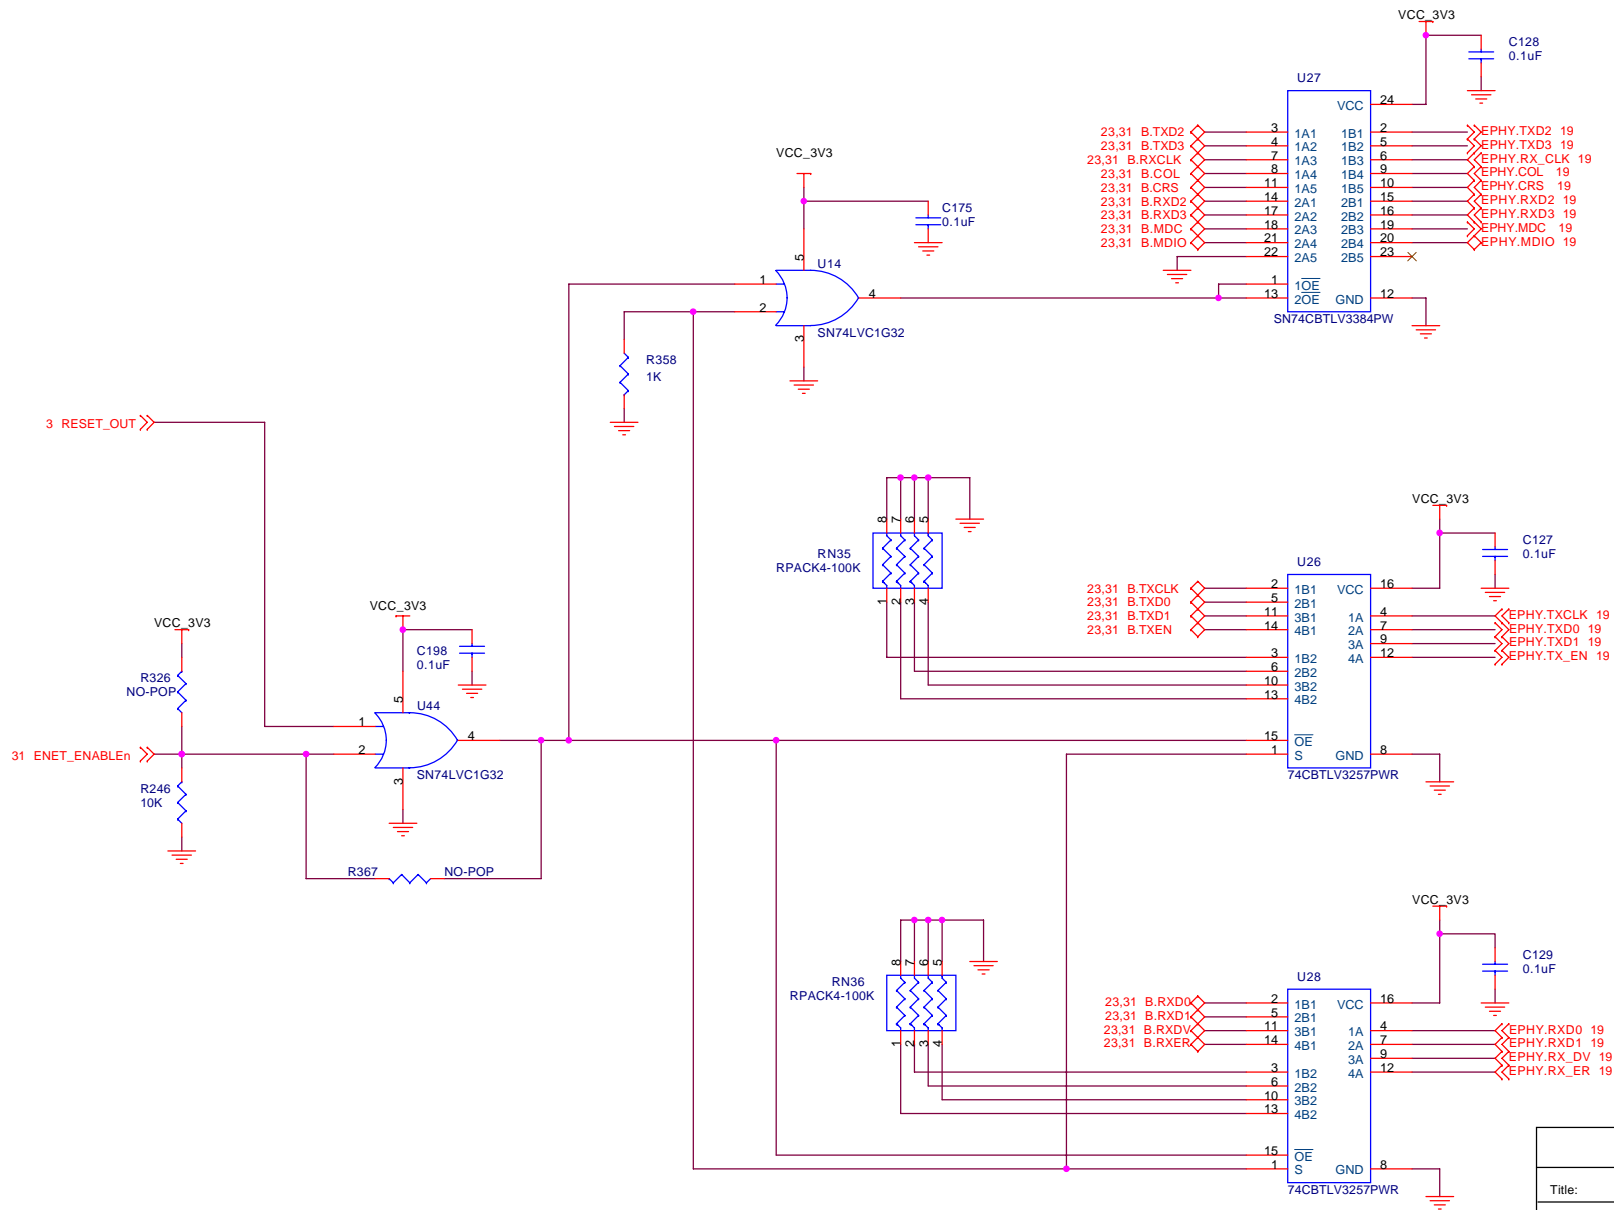 VCC_3V3
C128
0.1uF
U27
VCC 24
23,31 B.TXD2 3 1A1 1B1 2 EPHY.TXD2 19
23,31 B.TXD3 4 1A2 1B2 5 EPHY.TXD3 19
23,31 B.RXCLK 7 1A3 1B3 6 EPHY.RX_CLK 19
23,31 B.COL 8 1A4 1B4 9 EPHY.COL 19
23,31 B.CRS 11 1A5 1B5 10 EPHY.CRS 19
23,31 B.RXD2 14 2A1 2B1 15 EPHY.RXD2 19
23,31 B.RXD3 17 2A2 2B2 16 EPHY.RXD3 19
23,31 B.MDC 18 2A3 2B3 19 EPHY.MDC 19
23,31 B.MDIO 21 2A4 2B4 20 EPHY.MDIO 19
22 2A5 2B5 23
1 1OE
13 2OE GND 12
SN74CBTLV3384PW
VCC_3V3
C175
0.1uF
5
U14
1
2
4
3
SN74LVC1G32
R358
1K
3 RESET_OUT
8 7 6 5
RN35
RPACK4-100K
1 2 3 4
VCC_3V3
C127
0.1uF
U26
23,31 B.TXCLK 2 1B1 VCC 16
23,31 B.TXD0 5 2B1
23,31 B.TXD1 11 3B1 1A 4 EPHY.TXCLK 19
23,31 B.TXEN 14 4B1 2A 7 EPHY.TXD0 19
3A 9 EPHY.TXD1 19
3 1B2 4A 12 EPHY.TX_EN 19
6 2B2
10 3B2
13 4B2
15 OE
1 S GND 8
74CBTLV3257PWR
VCC_3V3
R326
NO-POP
VCC_3V3
C198
0.1uF
5
U44
1
2
4
3
SN74LVC1G32
31 ENET_ENABLEn
R246
10K
R367 NO-POP
8 7 6 5
RN36
RPACK4-100K
1 2 3 4
VCC_3V3
C129
0.1uF
U28
23,31 B.RXD0 2 1B1 VCC 16
23,31 B.RXD1 5 2B1
23,31 B.RXDV 11 3B1 1A 4 EPHY.RXD0 19
23,31 B.RXER 14 4B1 2A 7 EPHY.RXD1 19
3A 9 EPHY.RX_DV 19
3 1B2 4A 12 EPHY.RX_ER 19
6 2B2
10 3B2
13 4B2
15 OE
1 S GND 8
74CBTLV3257PWR
Title: